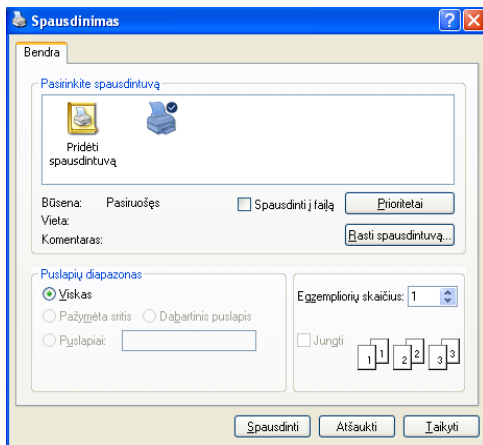 Spausdinimas
Bendra
Pasirinkite spausdintuvą
Pridėti
spausdintuvą
Būsena: Pasiruošęs
Spausdinti į failą
Prioritetai
Vieta:
Komentaras:
Rasti spausdintuvą...
Puslapių diapazonas
Viskas
Pažymėta sritis Dabartinis puslapis
Puslapiai:
Egzempliorių skaičius: 1
Jungti
1 1 2 2 3 3
Spausdinti Atšaukti Taikyti